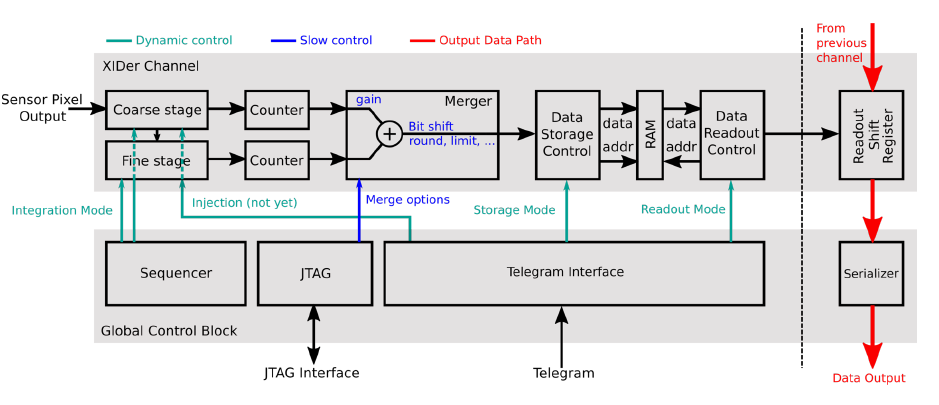 Dynamic control
Slow control
Output Data Path
From
previous
channel
XIDer Channel
Sensor Pixel
Output
Coarse stage
Counter
gain
Merger
Bit shift
round, limit, ...
Fine stage
Counter
Data
Storage
Control
data
addr
RAM
data
addr
Data
Readout
Control
Readout
Shift
Register
Integration Mode
Injection (not yet)
Merge options
Storage Mode
Readout Mode
Sequencer
JTAG
Telegram Interface
Serializer
Global Control Block
JTAG Interface
Telegram
Data Output